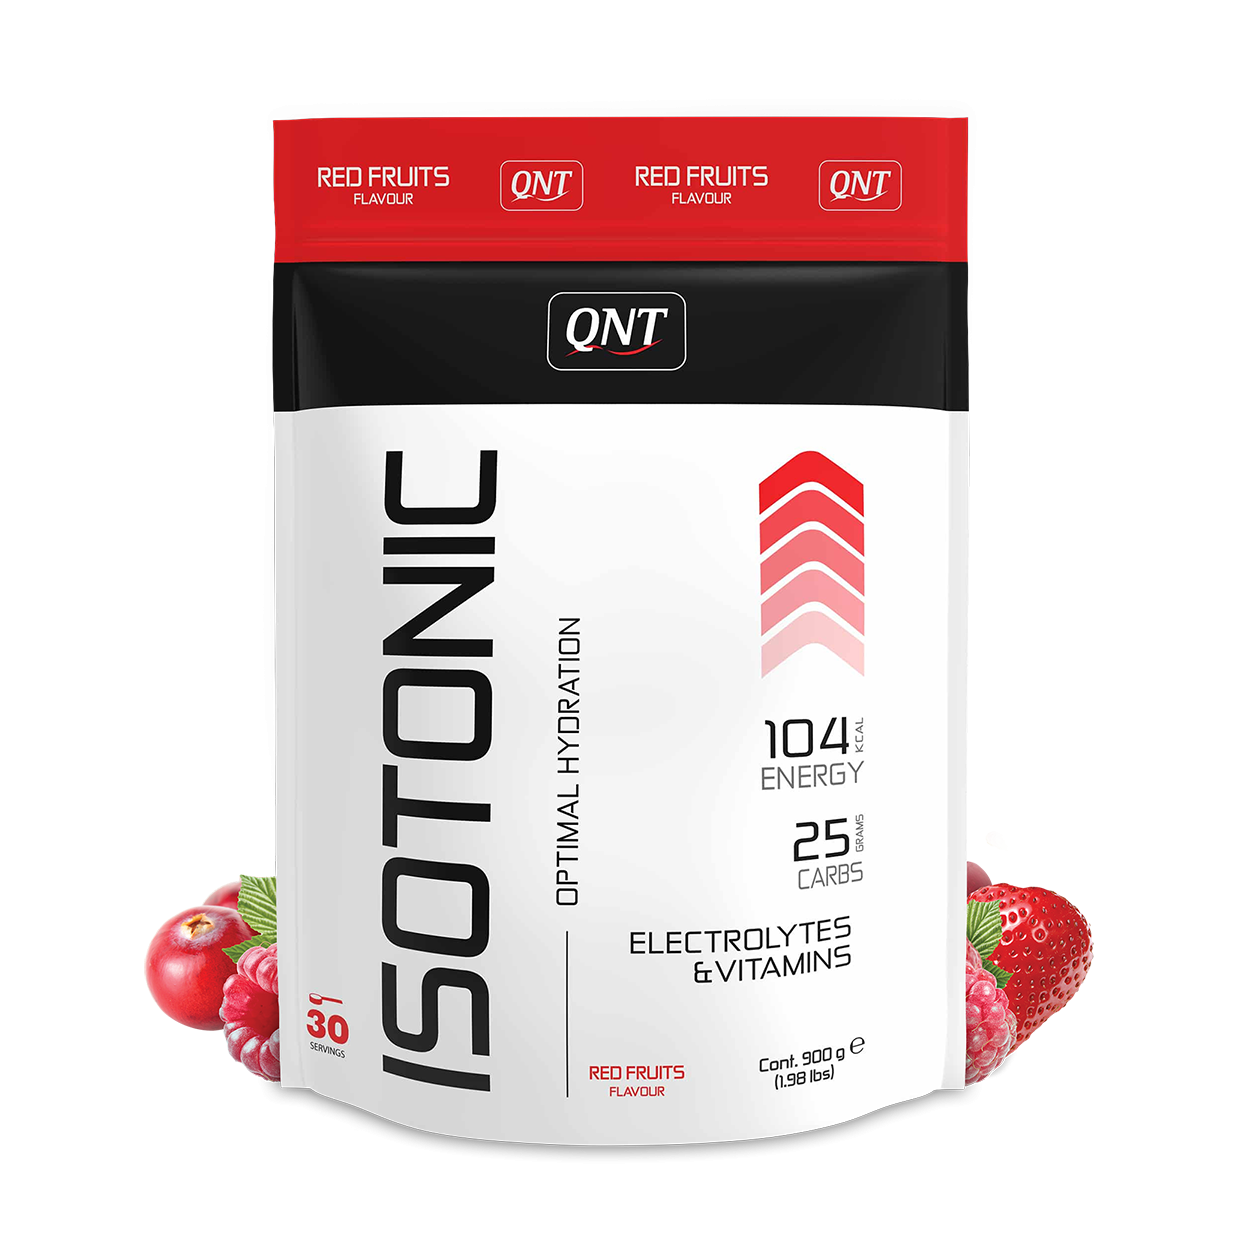 RED FRUITS
FLAVOUR
QNT
RED FRUITS
FLAVOUR
QNT
QNT
ISOTONIC
OPTIMAL HYDRATION
104 KCAL
ENERGY
25 GRAMS
CARBS
ELECTROLYTES
&VITAMINS
30
SERVINGS
RED FRUITS
FLAVOUR
Cont. 900 g ℮
(1.98 lbs)